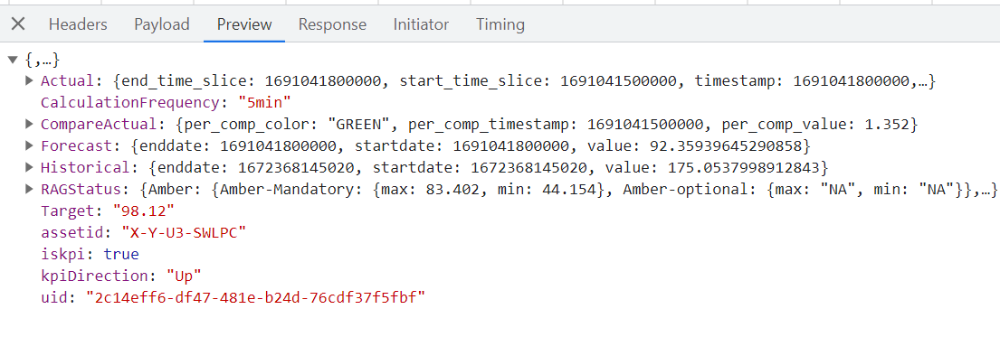 Headers Payload Preview Response Initiator Timing
{,…}
Actual: {end_time_slice: 1691041800000, start_time_slice: 1691041500000, timestamp: 1691041800000,…}
CalculationFrequency: "5min"
CompareActual: {per_comp_color: "GREEN", per_comp_timestamp: 1691041500000, per_comp_value: 1.352}
Forecast: {enddate: 1691041800000, startdate: 1691041800000, value: 92.35939645290858}
Historical: {enddate: 1672368145020, startdate: 1672368145020, value: 175.0537998912843}
RAGStatus: {Amber: {Amber-Mandatory: {max: 83.402, min: 44.154}, Amber-optional: {max: "NA", min: "NA"}},…}
Target: "98.12"
assetid: "X-Y-U3-SWLPC"
iskpi: true
kpiDirection: "Up"
uid: "2c14eff6-df47-481e-b24d-76cdf37f5fbf"